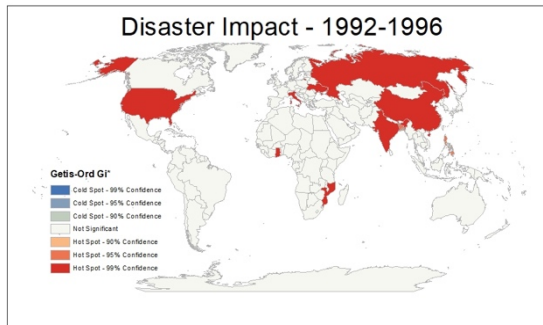 Disaster Impact - 1992-1996
Getis-Ord Gi*
Cold Spot - 99% Confidence
Cold Spot - 95% Confidence
Cold Spot - 90% Confidence
Not Significant
Hot Spot - 90% Confidence
Hot Spot - 95% Confidence
Hot Spot - 99% Confidence